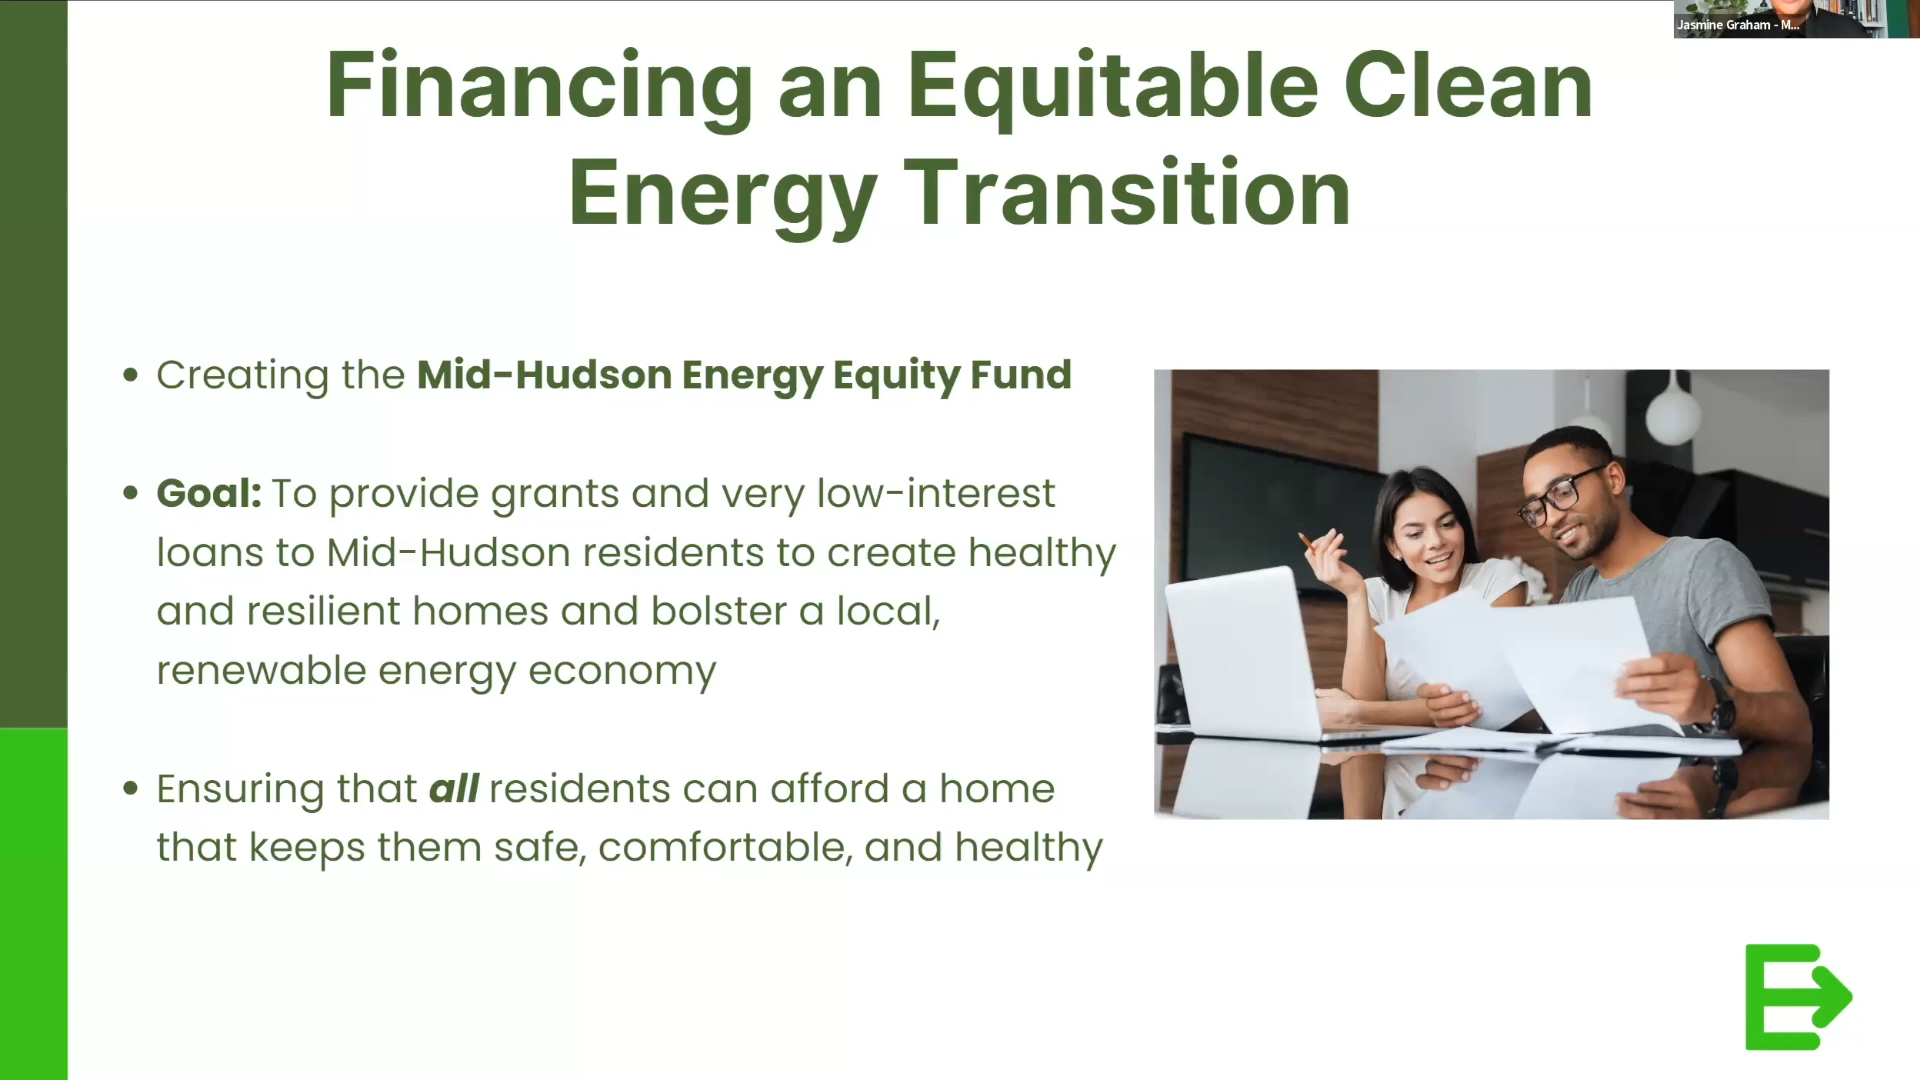 Jasmine Graham - M...
Financing an Equitable Clean
Energy Transition
• Creating the Mid-Hudson Energy Equity Fund
• Goal: To provide grants and very low-interest
loans to Mid-Hudson residents to create healthy
and resilient homes and bolster a local,
renewable energy economy
• Ensuring that all residents can afford a home
that keeps them safe, comfortable, and healthy